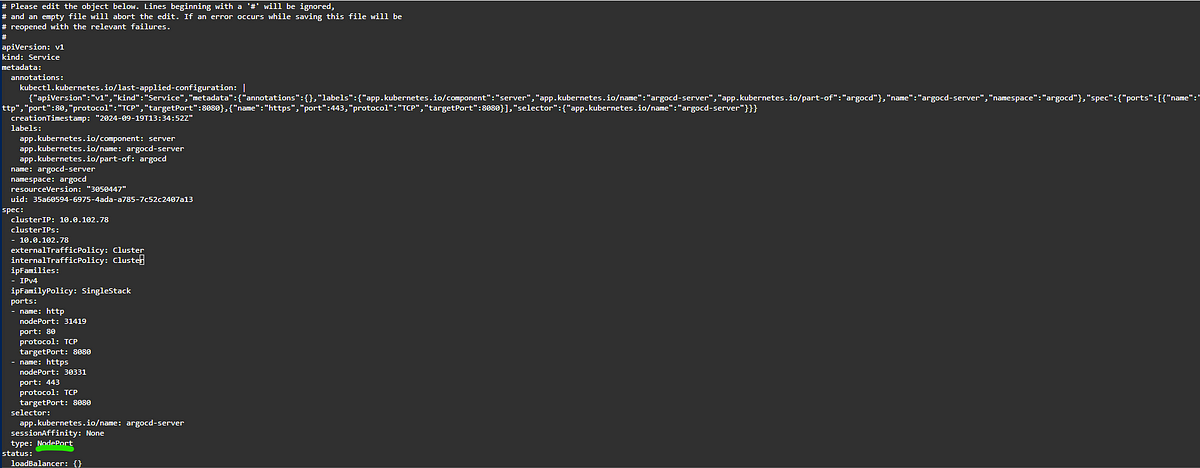 # Please edit the object below. Lines beginning with a '#' will be ignored,
# and an empty file will abort the edit. If an error occurs while saving this file will be
# reopened with the relevant failures.
#
apiVersion: v1
kind: Service
metadata:
  annotations:
    kubectl.kubernetes.io/last-applied-configuration: |
      {"apiVersion":"v1","kind":"Service","metadata":{"annotations":{},"labels":{"app.kubernetes.io/component":"server","app.kubernetes.io/name":"argocd-server","app.kubernetes.io/part-of":"argocd"},"name":"argocd-server","namespace":"argocd"},"spec":{"ports":[{"name":"
ttp","port":80,"protocol":"TCP","targetPort":8080},{"name":"https","port":443,"protocol":"TCP","targetPort":8080}],"selector":{"app.kubernetes.io/name":"argocd-server"}}}
  creationTimestamp: "2024-09-19T13:34:52Z"
  labels:
    app.kubernetes.io/component: server
    app.kubernetes.io/name: argocd-server
    app.kubernetes.io/part-of: argocd
  name: argocd-server
  namespace: argocd
  resourceVersion: "3050447"
  uid: 35a60594-6975-4ada-a785-7c52c2407a13
spec:
  clusterIP: 10.0.102.78
  clusterIPs:
  - 10.0.102.78
  externalTrafficPolicy: Cluster
  internalTrafficPolicy: Cluster
  ipFamilies:
  - IPv4
  ipFamilyPolicy: SingleStack
  ports:
  - name: http
    nodePort: 31419
    port: 80
    protocol: TCP
    targetPort: 8080
  - name: https
    nodePort: 30331
    port: 443
    protocol: TCP
    targetPort: 8080
  selector:
    app.kubernetes.io/name: argocd-server
  sessionAffinity: None
  type: NodePort
status:
  loadBalancer: {}